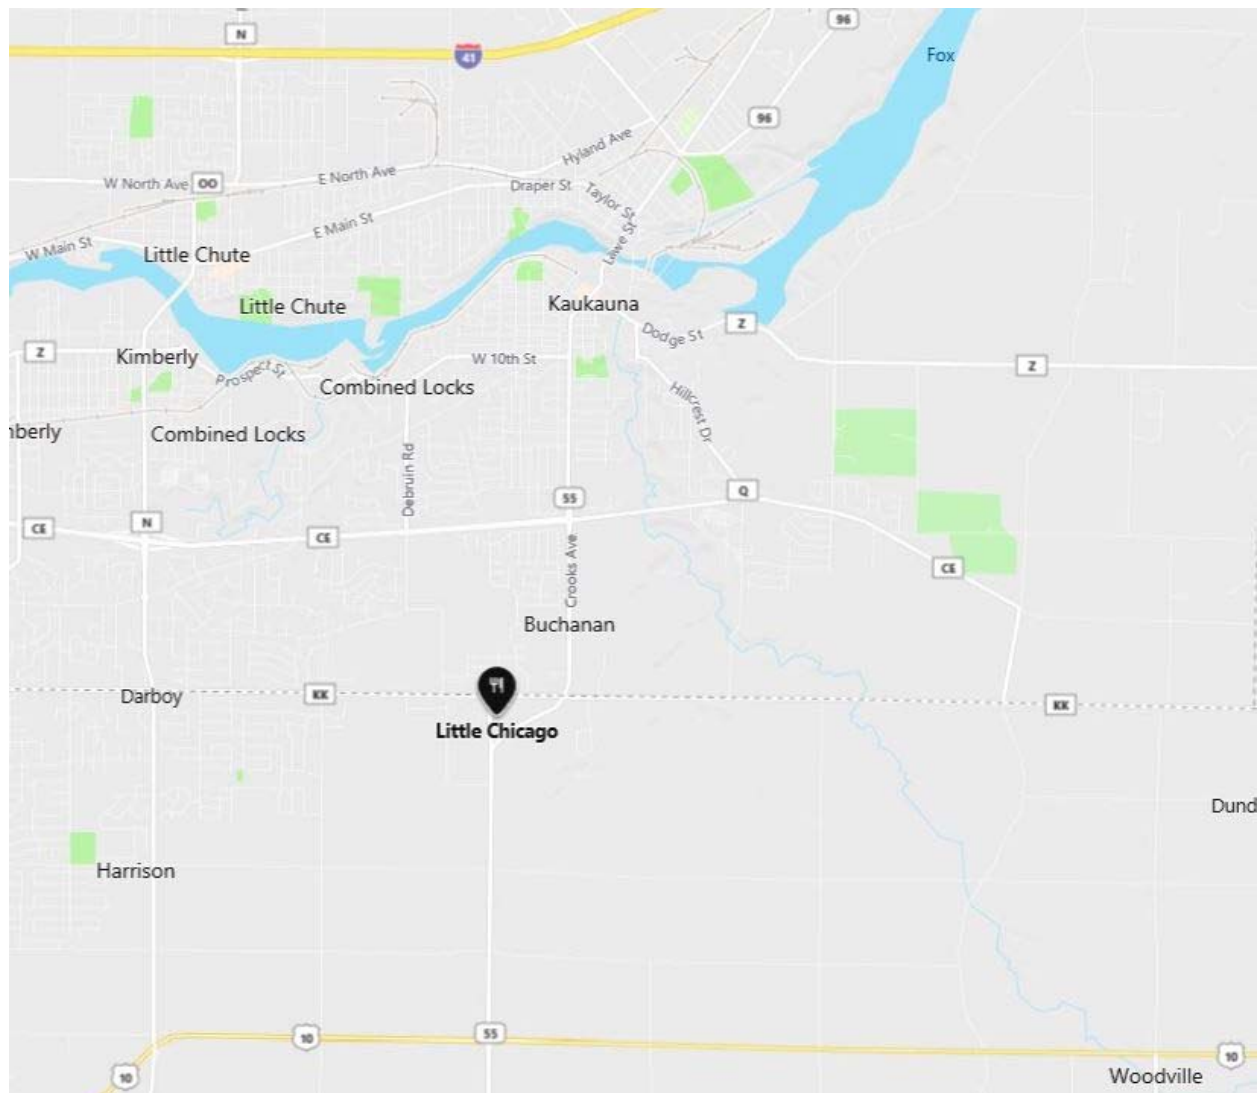 96
N
41
Fox
96
Hyland Ave
E North Ave
W North Ave
OO
Draper St
Taylor St
E Main St
Lawe St
W Main St
Little Chute
Little Chute
Kaukauna
Z
Dodge St
Z
Kimberly
W 10th St
Z
Prospect St
Combined Locks
Hillcrest Dr
Combined Locks
Debruin Rd
Q
55
N
CE
CE
Crooks Ave
CE
Buchanan
Darboy
KK
KK
Little Chicago
Harrison
10
55
10
10
Woodville